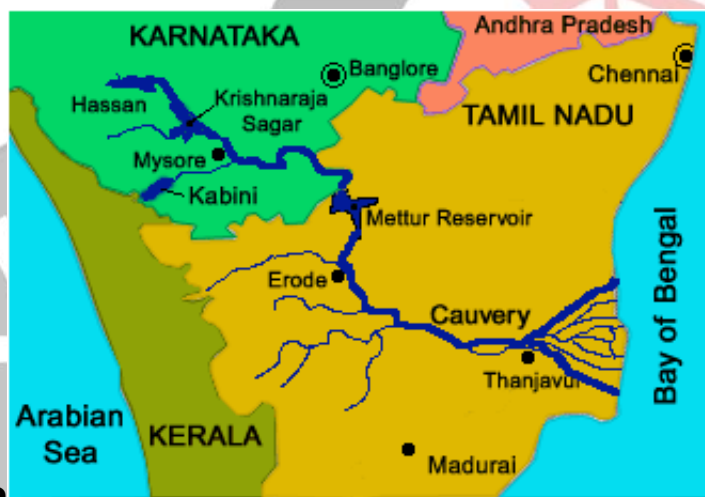 Andhra Pradesh
KARNATAKA
Banglore
Chennai
Hassan
Krishnaraja
Sagar
TAMIL NADU
Mysore
Kabini
Mettur Reservoir
Erode
Cauvery
Bay of Bengal
Thanjavur
Arabian
Sea
KERALA
Madurai